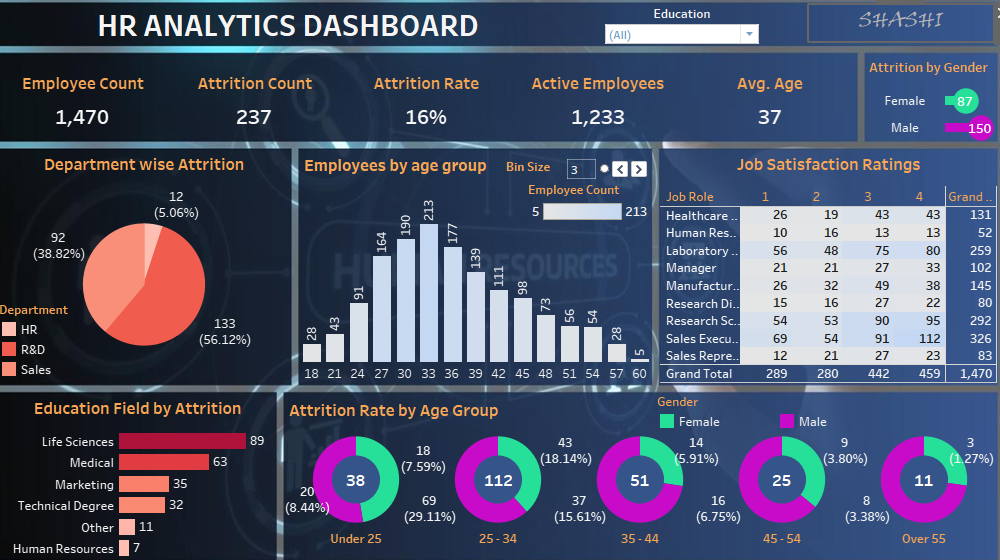 HR ANALYTICS DASHBOARD
Education
(All)
SHASHI
Employee Count
Attrition Count
Attrition Rate
Active Employees
Avg. Age
1,470
237
16%
1,233
37
Attrition by Gender
Female 87
Male 150
Department wise Attrition
12
(5.06%)
92
(38.82%)
133
(56.12%)
Department
HR
R&D
Sales
Employees by age group
Bin Size 3
Employee Count
5 213
28 43 91 164 190 213 177 139 111 98 73 56 54 28 5
18 21 24 27 30 33 36 39 42 45 48 51 54 57 60
HUMAN RESOURCES
Job Satisfaction Ratings
Job Role 1 2 3 4 Grand ..
Healthcare .. 26 19 43 43 131
Human Res.. 10 16 13 13 52
Laboratory .. 56 48 75 80 259
Manager 21 21 27 33 102
Manufactur.. 26 32 49 38 145
Research Di.. 15 16 27 22 80
Research Sc.. 54 53 90 95 292
Sales Execu.. 69 54 91 112 326
Sales Repre.. 12 21 27 23 83
Grand Total 289 280 442 459 1,470
Education Field by Attrition
Life Sciences 89
Medical 63
Marketing 35
Technical Degree 32
Other 11
Human Resources 7
Attrition Rate by Age Group
Gender
Female
Male
38
18
(7.59%)
20
(8.44%)
Under 25
112
43
(18.14%)
69
(29.11%)
25 - 34
51
14
(5.91%)
37
(15.61%)
35 - 44
25
9
(3.80%)
16
(6.75%)
45 - 54
11
3
(1.27%)
8
(3.38%)
Over 55